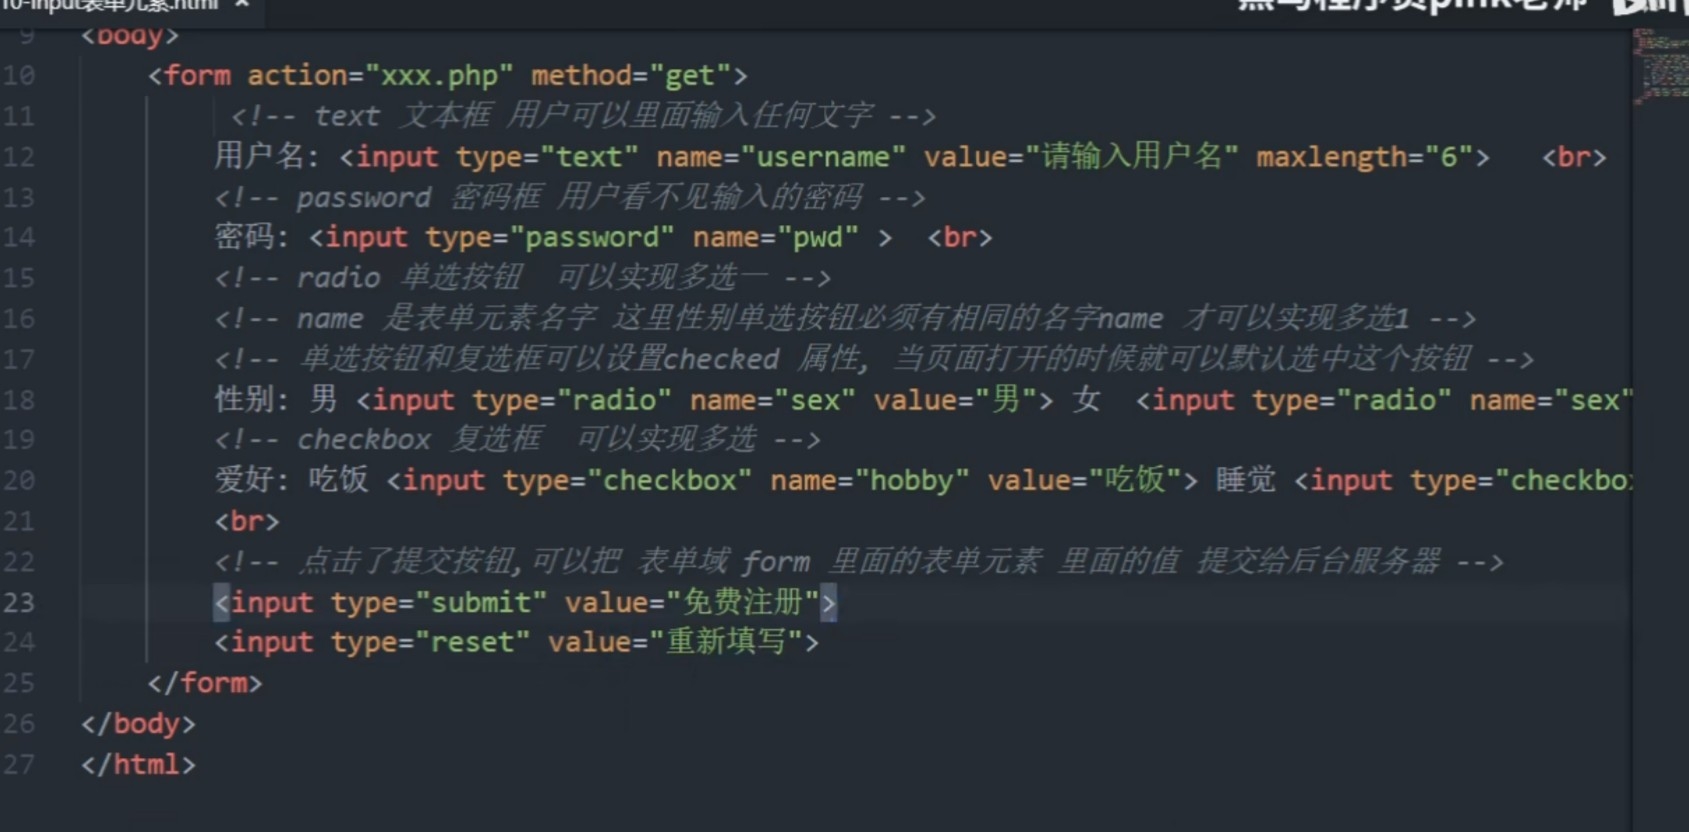 10-input表单元素.html ×
黑马程序员pink老师
9 <body>
10 <form action="xxx.php" method="get">
11 <!-- text 文本框 用户可以里面输入任何文字 -->
12 用户名: <input type="text" name="username" value="请输入用户名" maxlength="6"> <br>
13 <!-- password 密码框 用户看不见输入的密码 -->
14 密码: <input type="password" name="pwd" > <br>
15 <!-- radio 单选按钮 可以实现多选一 -->
16 <!-- name 是表单元素名字 这里性别单选按钮必须有相同的名字name 才可以实现多选1 -->
17 <!-- 单选按钮和复选框可以设置checked 属性, 当页面打开的时候就可以默认选中这个按钮 -->
18 性别: 男 <input type="radio" name="sex" value="男"> 女 <input type="radio" name="sex"
19 <!-- checkbox 复选框 可以实现多选 -->
20 爱好: 吃饭 <input type="checkbox" name="hobby" value="吃饭"> 睡觉 <input type="checkbo
21 <br>
22 <!-- 点击了提交按钮,可以把 表单域 form 里面的表单元素 里面的值 提交给后台服务器 -->
23 <input type="submit" value="免费注册">
24 <input type="reset" value="重新填写">
25 </form>
26 </body>
27 </html>